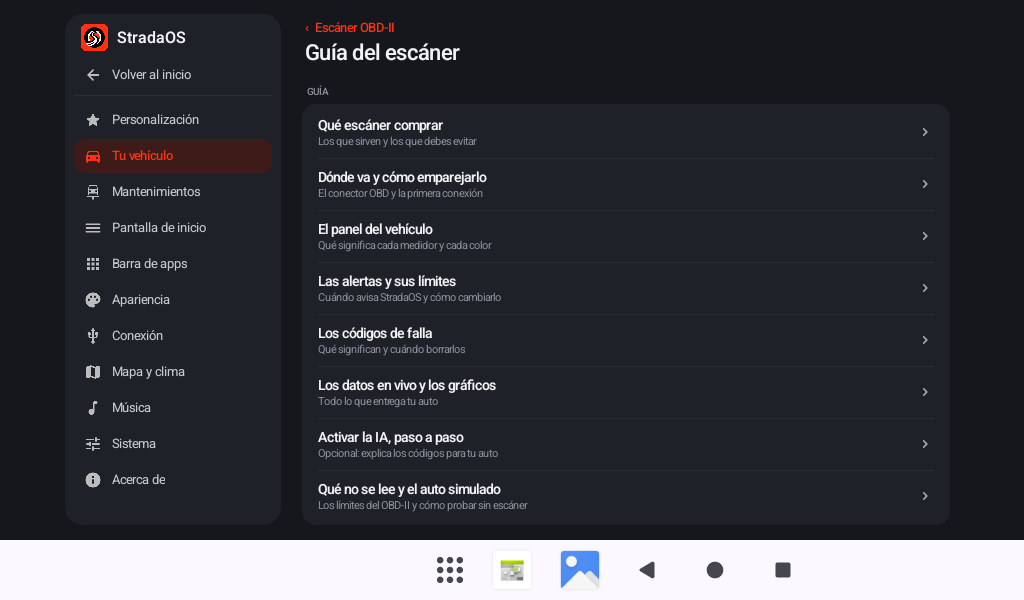 StradaOS
Volver al inicio
Personalización
Tu vehículo
Mantenimientos
Pantalla de inicio
Barra de apps
Apariencia
Conexión
Mapa y clima
Música
Sistema
Acerca de
‹ Escáner OBD-II
Guía del escáner
GUÍA
Qué escáner comprar
Los que sirven y los que debes evitar
Dónde va y cómo emparejarlo
El conector OBD y la primera conexión
El panel del vehículo
Qué significa cada medidor y cada color
Las alertas y sus límites
Cuándo avisa StradaOS y cómo cambiarlo
Los códigos de falla
Qué significan y cuándo borrarlos
Los datos en vivo y los gráficos
Todo lo que entrega tu auto
Activar la IA, paso a paso
Opcional: explica los códigos para tu auto
Qué no se lee y el auto simulado
Los límites del OBD-II y cómo probar sin escáner